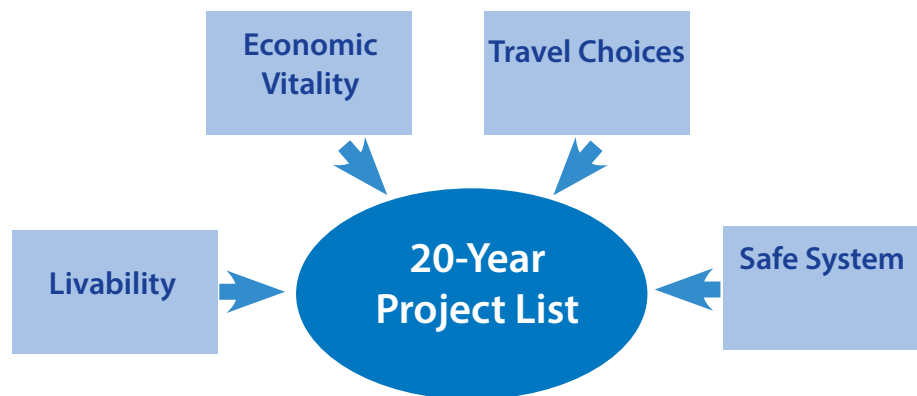 Economic
Vitality
Travel Choices
Livability
20-Year
Project List
Safe System